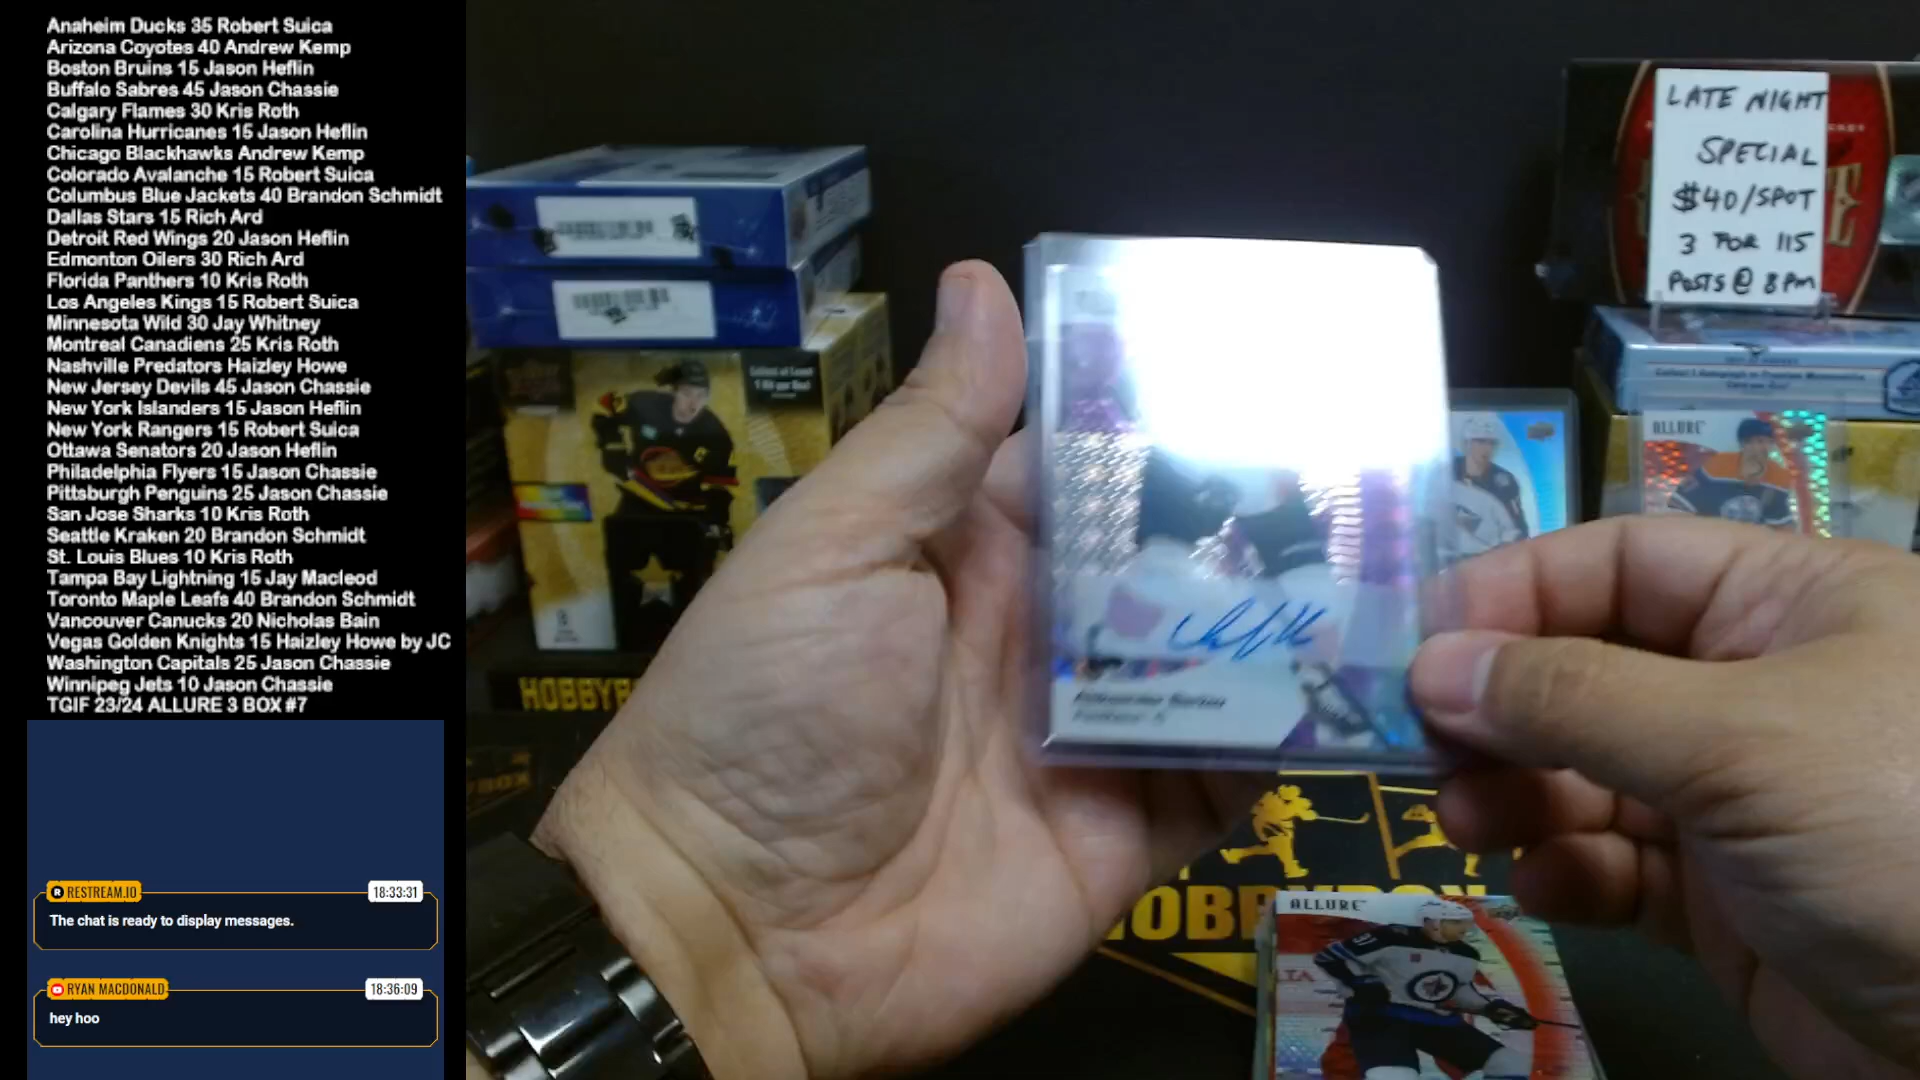 Anaheim Ducks 35 Robert Suica
Arizona Coyotes 40 Andrew Kemp
Boston Bruins 15 Jason Heflin
Buffalo Sabres 45 Jason Chassie
Calgary Flames 30 Kris Roth
Carolina Hurricanes 15 Jason Heflin
Chicago Blackhawks Andrew Kemp
Colorado Avalanche 15 Robert Suica
Columbus Blue Jackets 40 Brandon Schmidt
Dallas Stars 15 Rich Ard
Detroit Red Wings 20 Jason Heflin
Edmonton Oilers 30 Rich Ard
Florida Panthers 10 Kris Roth
Los Angeles Kings 15 Robert Suica
Minnesota Wild 30 Jay Whitney
Montreal Canadiens 25 Kris Roth
Nashville Predators Haizley Howe
New Jersey Devils 45 Jason Chassie
New York Islanders 15 Jason Heflin
New York Rangers 15 Robert Suica
Ottawa Senators 20 Jason Heflin
Philadelphia Flyers 15 Jason Chassie
Pittsburgh Penguins 25 Jason Chassie
San Jose Sharks 10 Kris Roth
Seattle Kraken 20 Brandon Schmidt
St. Louis Blues 10 Kris Roth
Tampa Bay Lightning 15 Jay Macleod
Toronto Maple Leafs 40 Brandon Schmidt
Vancouver Canucks 20 Nicholas Bain
Vegas Golden Knights 15 Haizley Howe by JC
Washington Capitals 25 Jason Chassie
Winnipeg Jets 10 Jason Chassie
TGIF 23/24 ALLURE 3 BOX #7
RESTREAM.IO
18:33:31
The chat is ready to display messages.
RYAN MACDONALD
18:36:09
hey hoo
LATE NIGHT
SPECIAL
$40/SPOT
3 FOR 115
POSTS @ 8 PM
ALLURE
ALLURE